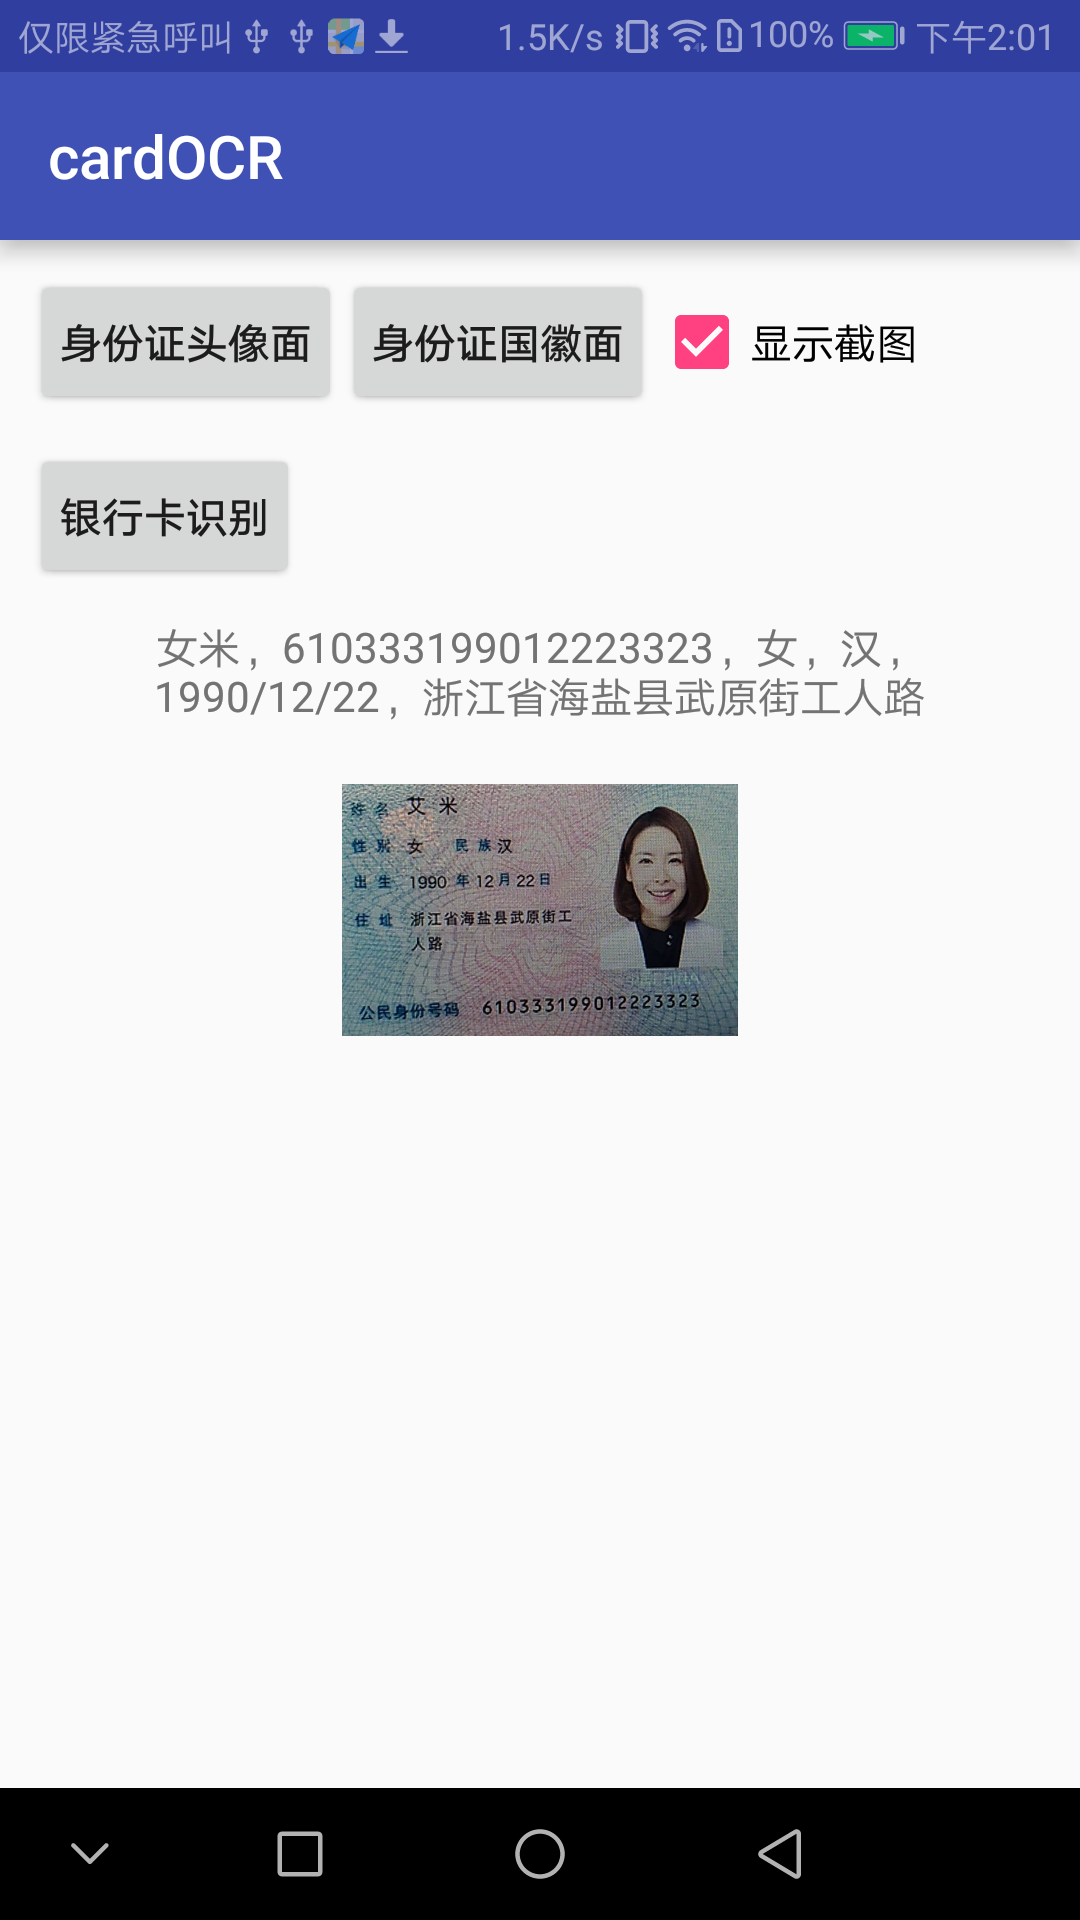 仅限紧急呼叫 1.5K/s 100% 下午2:01
cardOCR
身份证头像面 身份证国徽面 显示截图
银行卡识别
女米，610333199012223323，女，汉，
1990/12/22，浙江省海盐县武原街工人路
姓名 艾米
性别 女 民族 汉
出生 1990 年 12 月 22 日
住址 浙江省海盐县武原街工
人路
公民身份号码 610333199012223323